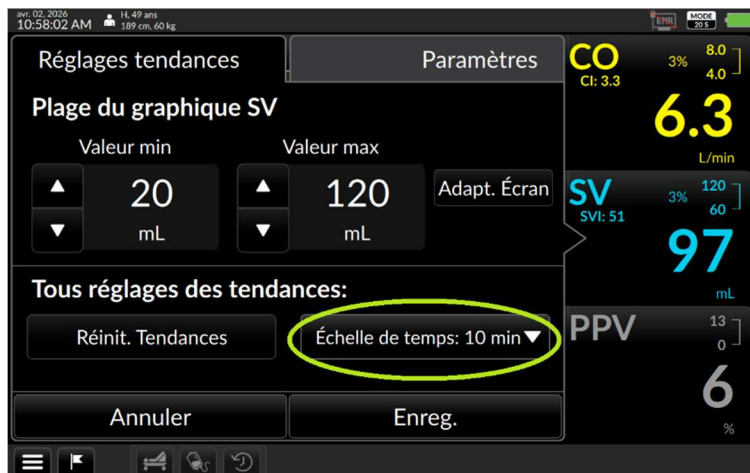 avr. 02, 2026
10:58:02 AM
H, 49 ans
189 cm, 60 kg
EMR
MODE
20 S
Réglages tendances
Paramètres
Plage du graphique SV
Valeur min
Valeur max
20
mL
120
mL
Adapt. Écran
Tous réglages des tendances:
Réinit. Tendances
Échelle de temps: 10 min
Annuler
Enreg.
CO
CI: 3.3
3%
8.0
4.0
6.3
L/min
SV
SVI: 51
3%
120
60
97
mL
PPV
13
0
6
%